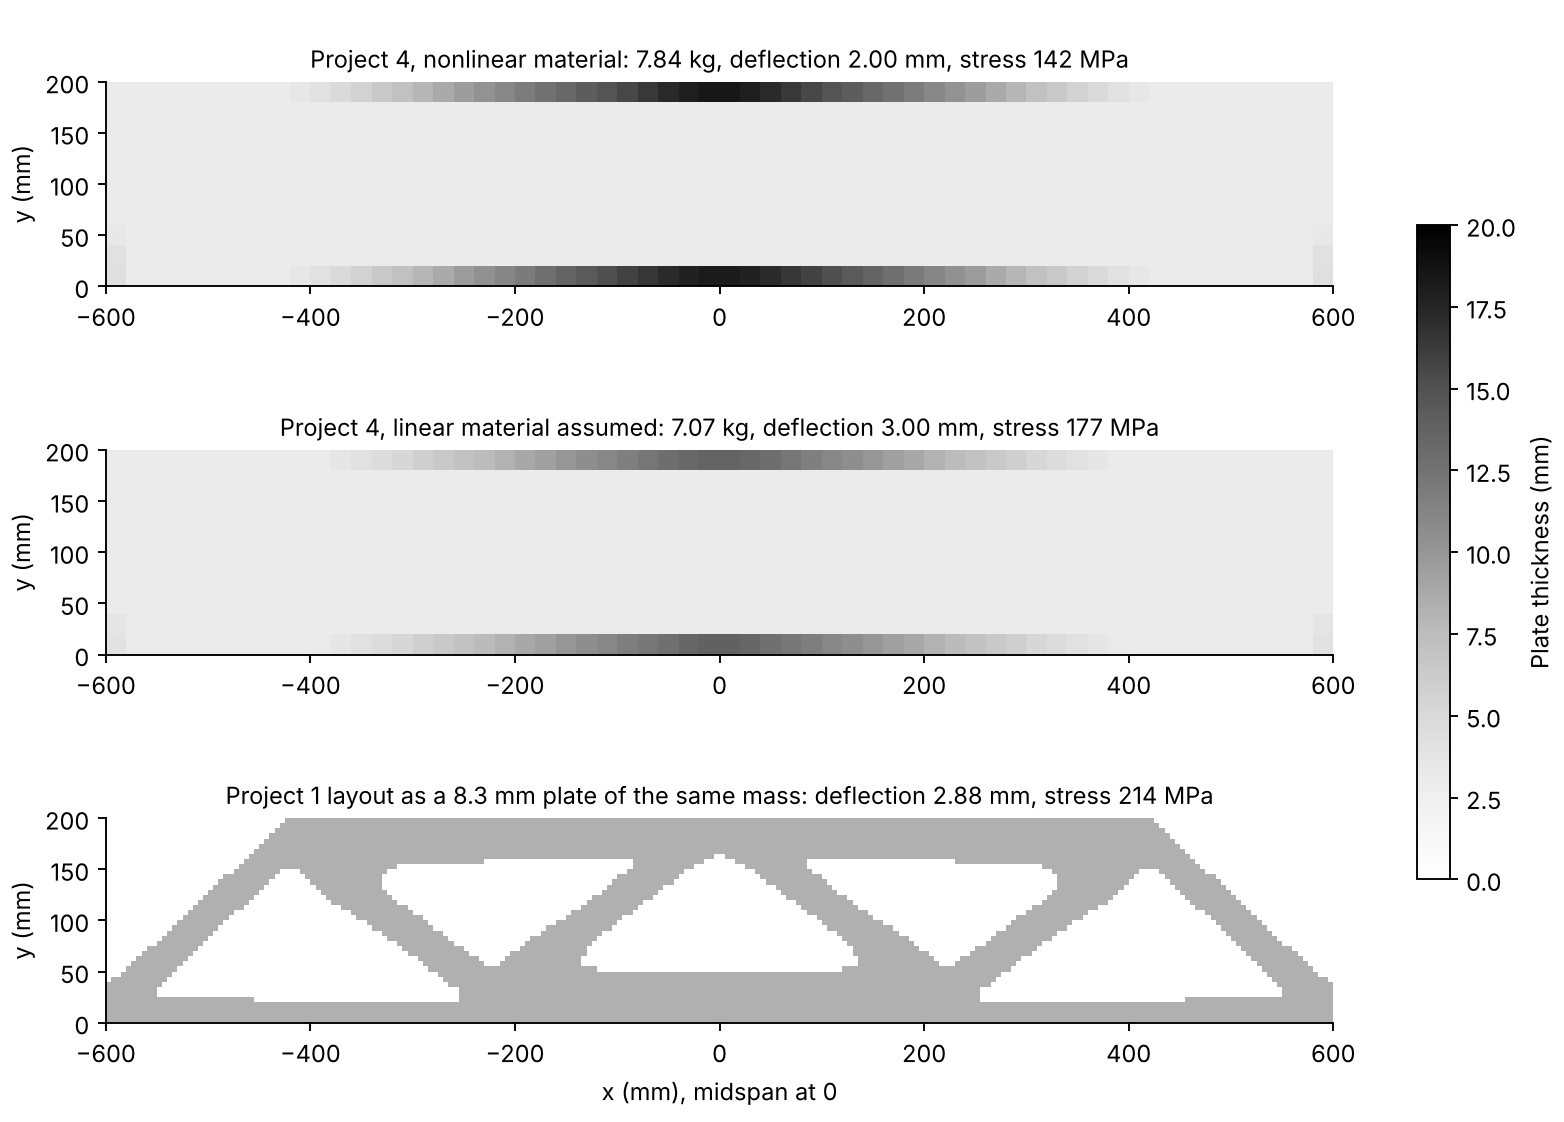 Project 4, nonlinear material: 7.84 kg, deflection 2.00 mm, stress 142 MPa
200
150
100
50
0
y (mm)
−600 −400 −200 0 200 400 600
Project 4, linear material assumed: 7.07 kg, deflection 3.00 mm, stress 177 MPa
200
150
100
50
0
y (mm)
−600 −400 −200 0 200 400 600
Project 1 layout as a 8.3 mm plate of the same mass: deflection 2.88 mm, stress 214 MPa
200
150
100
50
0
y (mm)
−600 −400 −200 0 200 400 600
x (mm), midspan at 0
20.0
17.5
15.0
12.5
10.0
7.5
5.0
2.5
0.0
Plate thickness (mm)